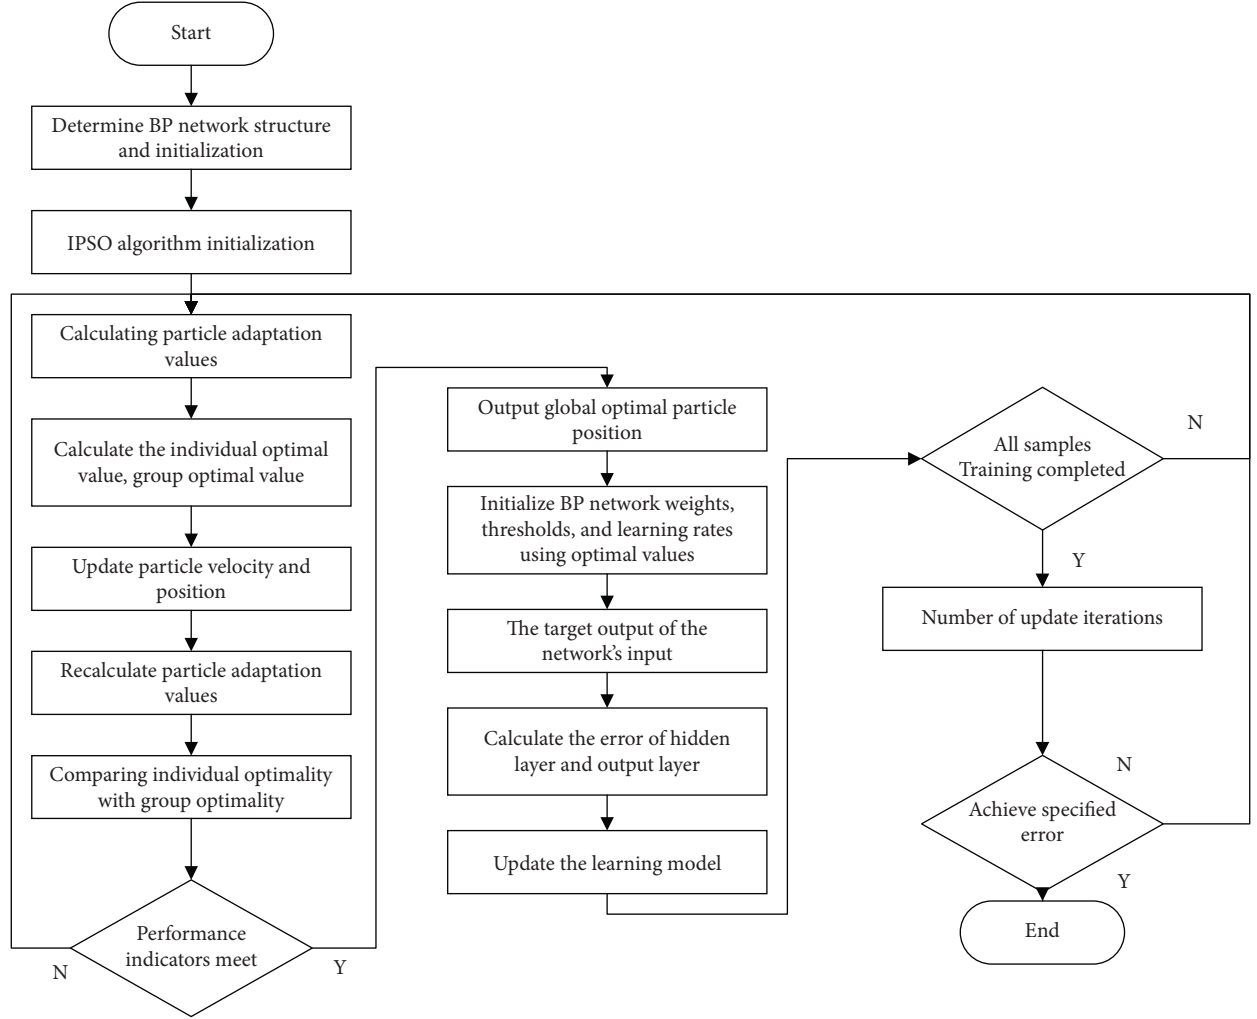 Start
Determine BP network structure
and initialization
IPSO algorithm initialization
Calculating particle adaptation
values
Calculate the individual optimal
value, group optimal value
Update particle velocity and
position
Recalculate particle adaptation
values
Comparing individual optimality
with group optimality
Performance
indicators meet
N
Y
Output global optimal particle
position
Initialize BP network weights,
thresholds, and learning rates
using optimal values
The target output of the
network's input
Calculate the error of hidden
layer and output layer
Update the learning model
All samples
Training completed
N
Y
Number of update iterations
Achieve specified
error
N
Y
End